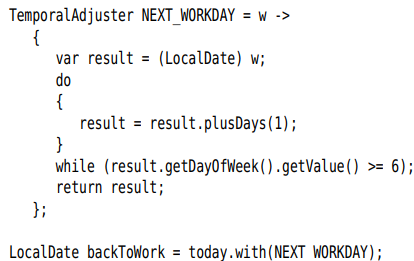 TemporalAdjuster NEXT_WORKDAY = w ->
{
var result = (LocalDate) w;
do
{
result = result.plusDays(1);
}
while (result.getDayOfWeek().getValue() >= 6);
return result;
};
LocalDate backToWork = today.with(NEXT WORKDAY);